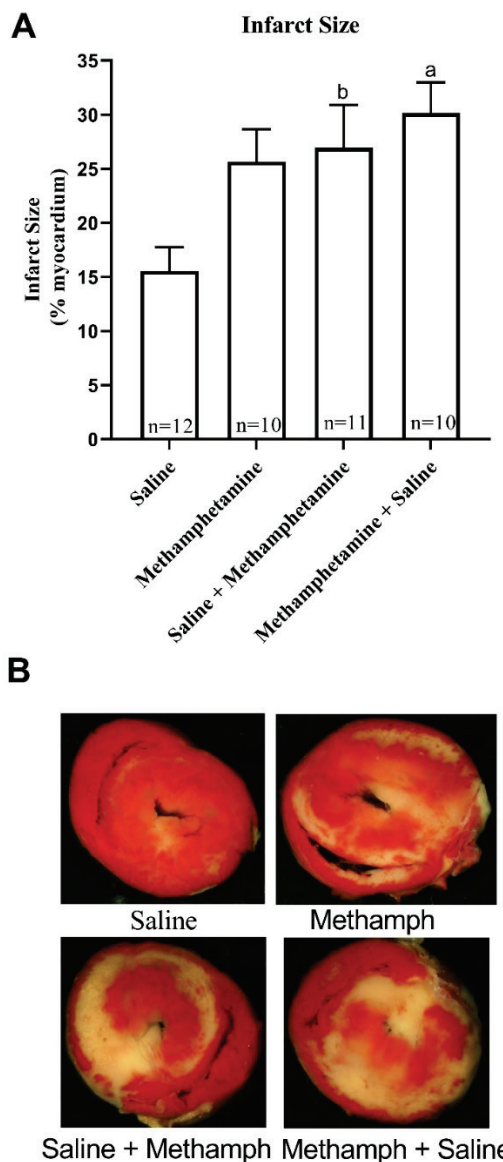 A
Infarct Size
Infarct Size
(% myocardium)
35
30
25
20
15
10
5
0
b
a
n=12
n=10
n=11
n=10
Saline
Methamphetamine
Saline + Methamphetamine
Methamphetamine + Saline
B
Saline
Methamph
Saline + Methamph
Methamph + Saline